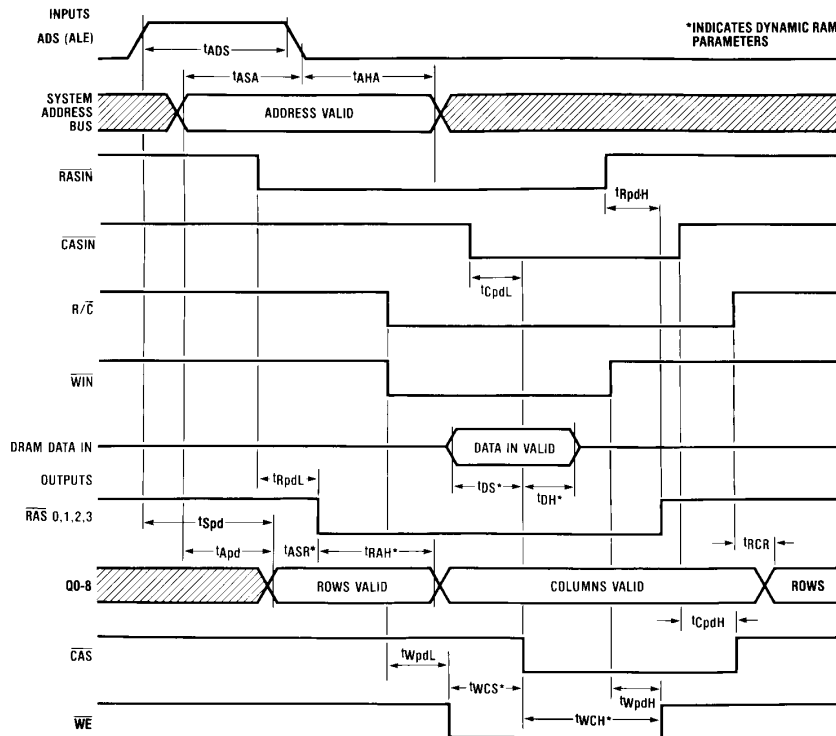 INPUTS
ADS (ALE)
*INDICATES DYNAMIC RAM
PARAMETERS
tADS
tASA
tAHA
SYSTEM
ADDRESS
BUS
ADDRESS VALID
RASIN
tRpdH
CASIN
tCpdL
R/C
WIN
DRAM DATA IN
DATA IN VALID
OUTPUTS
tRpdL
tDS*
tDH*
RAS 0,1,2,3
tSpd
tApd
tASR*
tRAH*
tRCR
Q0-8
ROWS VALID
COLUMNS VALID
ROWS
tCpdH
CAS
tWpdL
tWCS*
tWpdH
tWCH*
WE